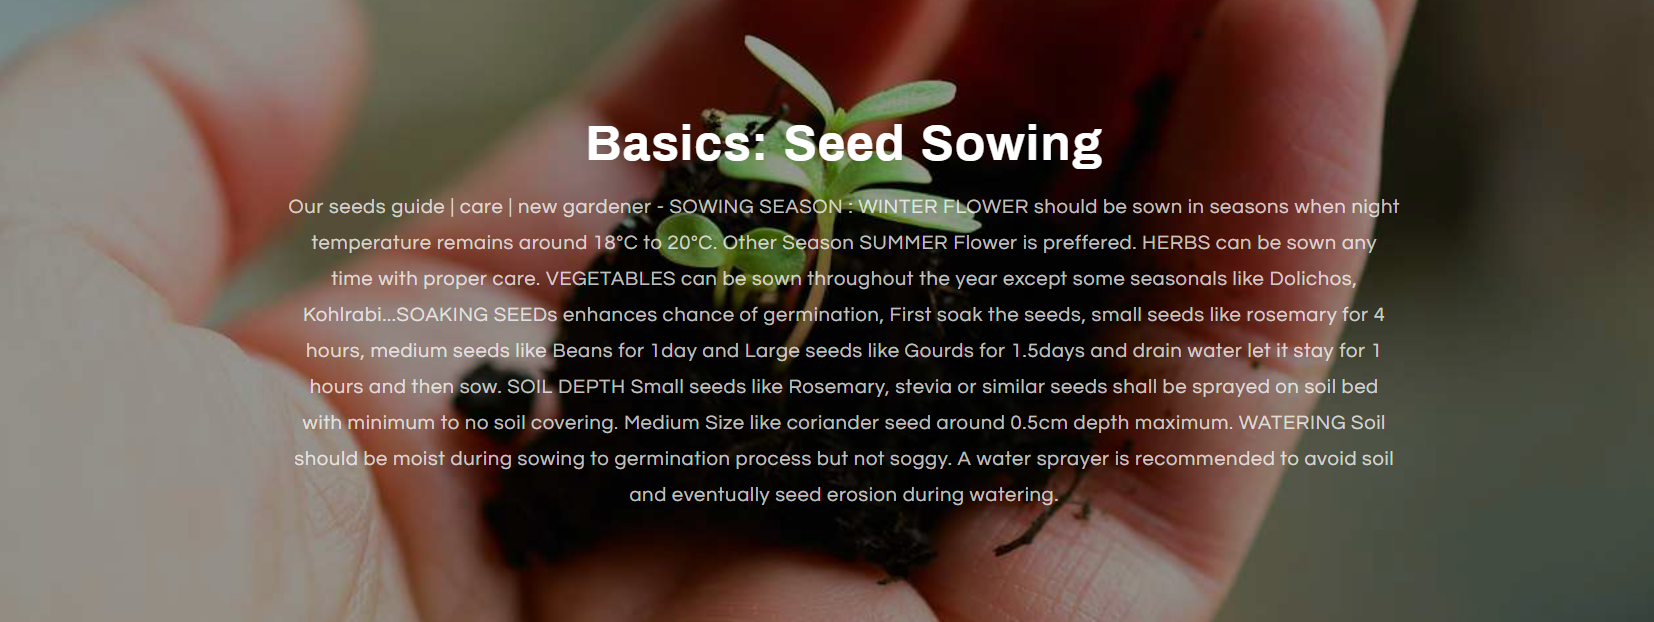 Basics: Seed Sowing
Our seeds guide | care | new gardener - SOWING SEASON : WINTER FLOWER should be sown in seasons when night
temperature remains around 18°C to 20°C. Other Season SUMMER Flower is preffered. HERBS can be sown any
time with proper care. VEGETABLES can be sown throughout the year except some seasonals like Dolichos,
Kohlrabi...SOAKING SEEDs enhances chance of germination, First soak the seeds, small seeds like rosemary for 4
hours, medium seeds like Beans for 1day and Large seeds like Gourds for 1.5days and drain water let it stay for 1
hours and then sow. SOIL DEPTH Small seeds like Rosemary, stevia or similar seeds shall be sprayed on soil bed
with minimum to no soil covering. Medium Size like coriander seed around 0.5cm depth maximum. WATERING Soil
should be moist during sowing to germination process but not soggy. A water sprayer is recommended to avoid soil
and eventually seed erosion during watering.